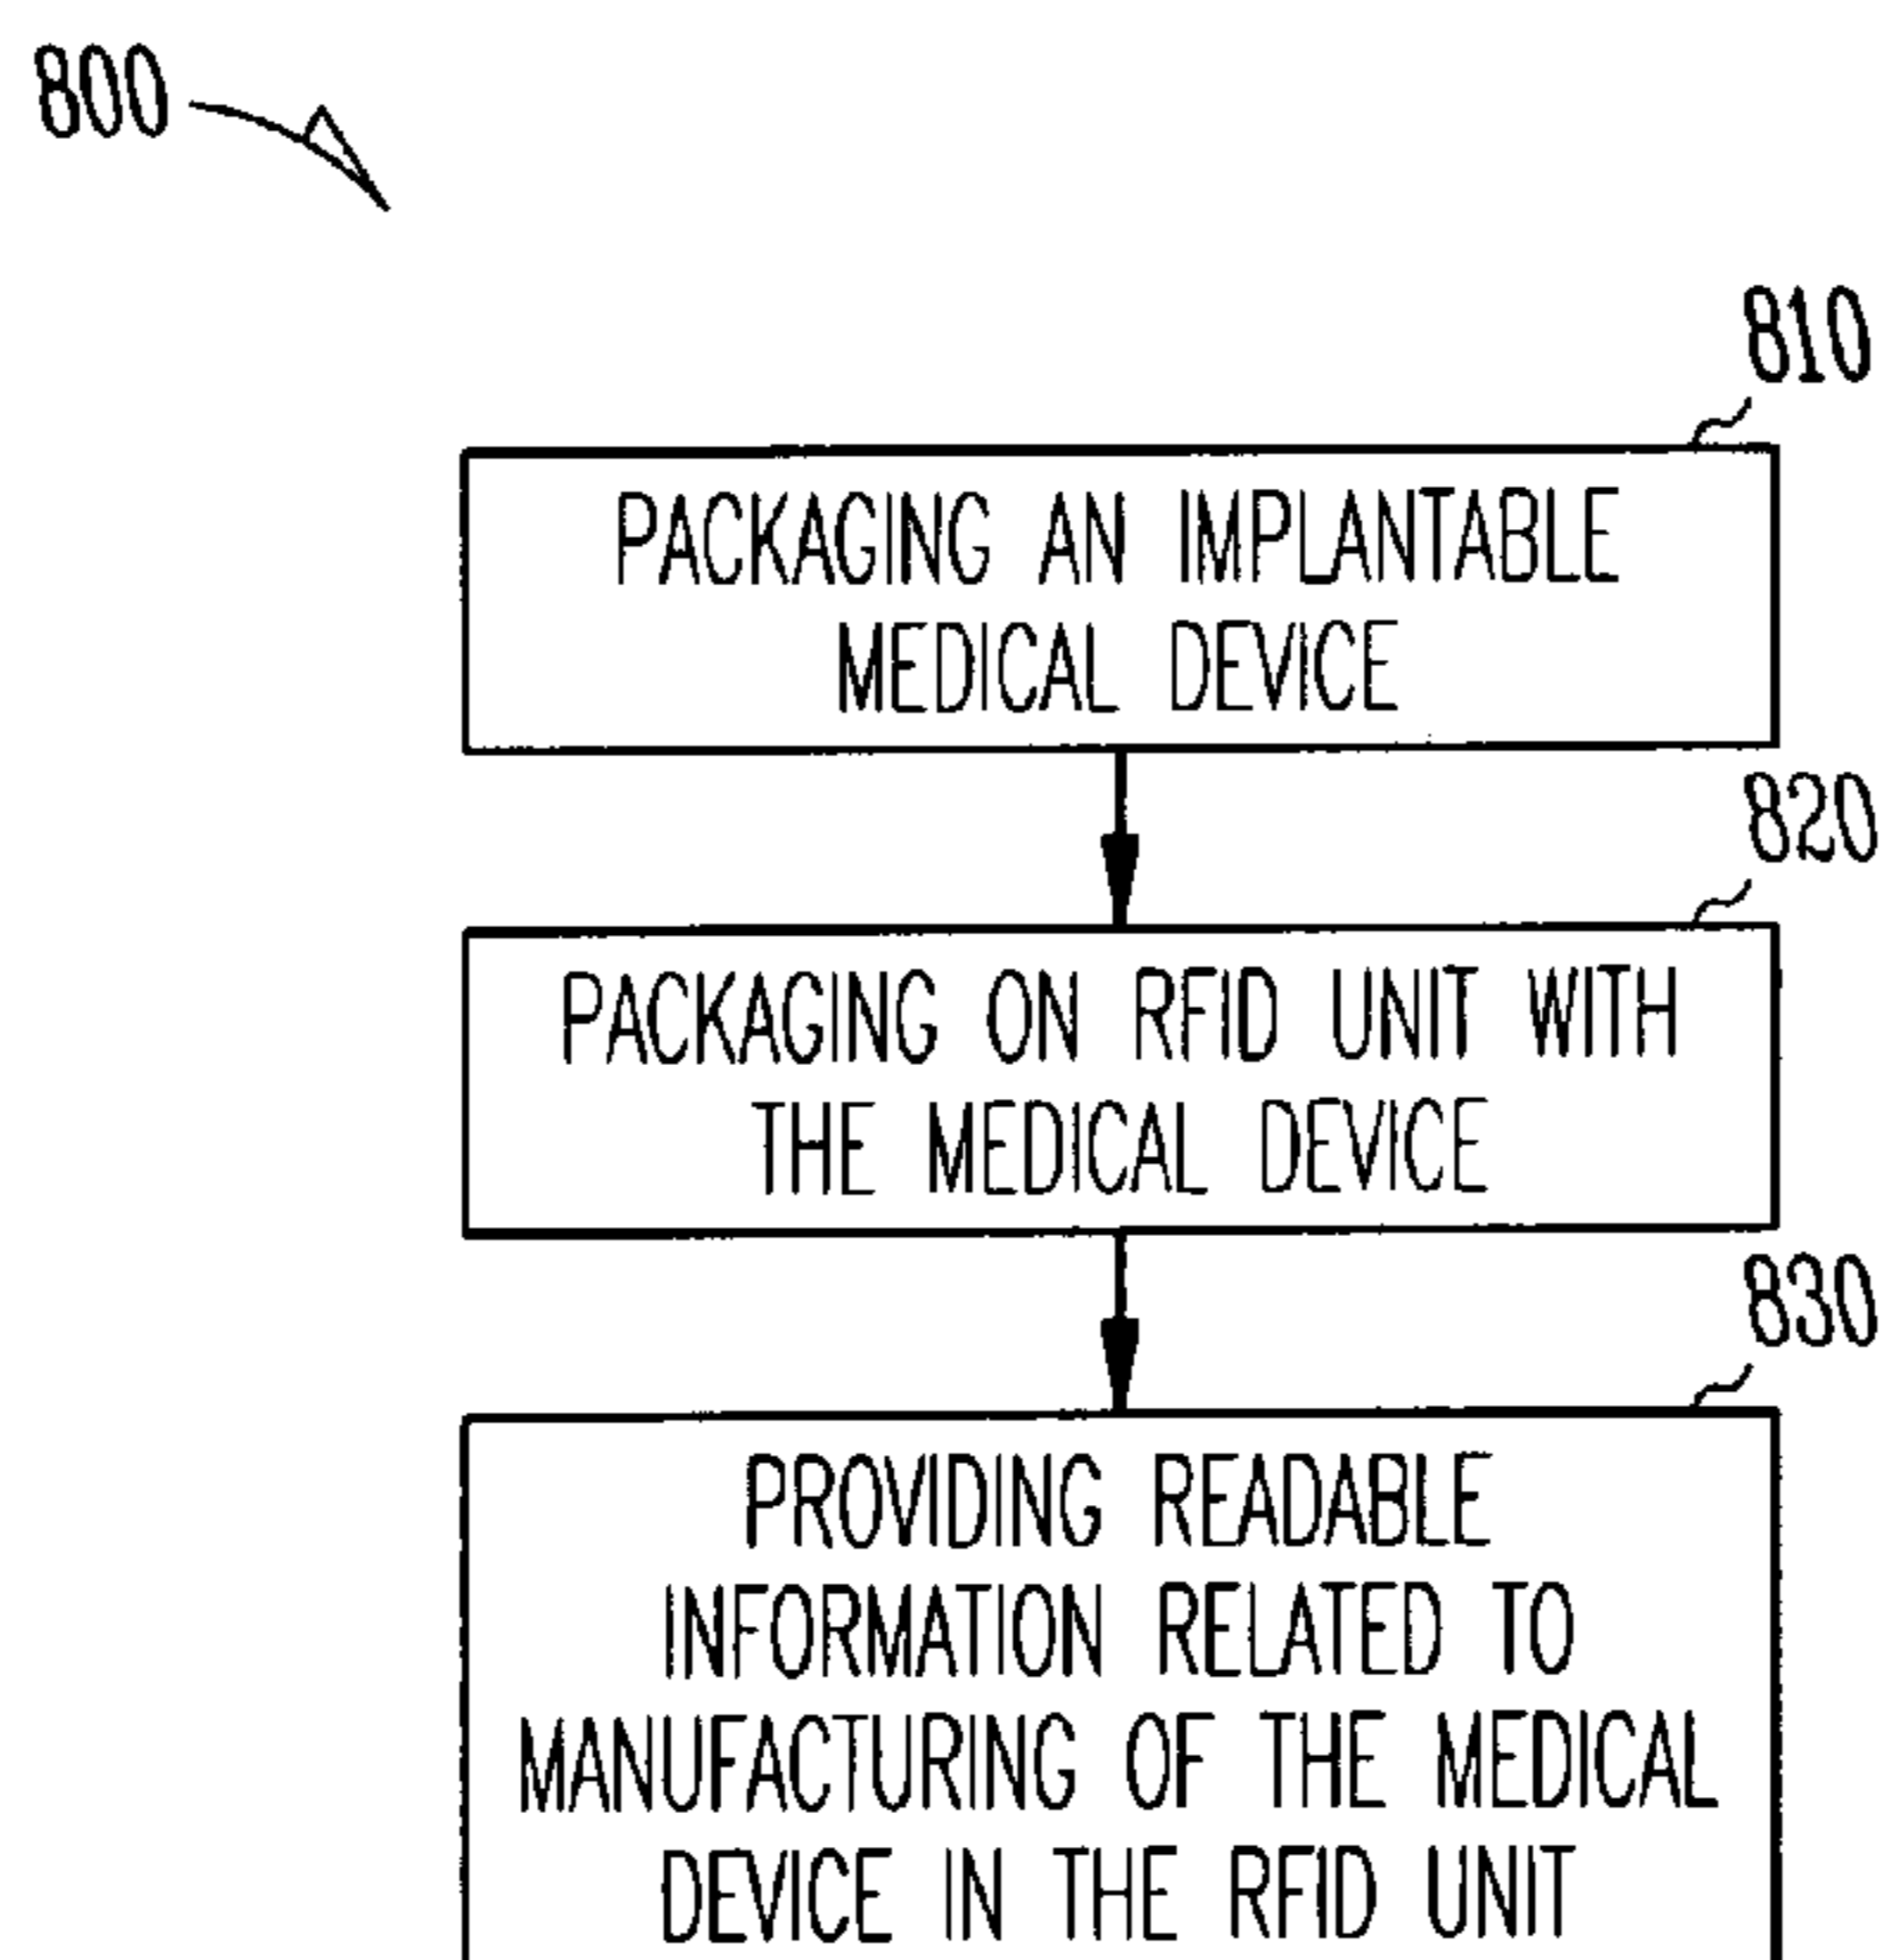 800
810
PACKAGING AN IMPLANTABLE
MEDICAL DEVICE
820
PACKAGING ON RFID UNIT WITH
THE MEDICAL DEVICE
830
PROVIDING READABLE
INFORMATION RELATED TO
MANUFACTURING OF THE MEDICAL
DEVICE IN THE RFID UNIT